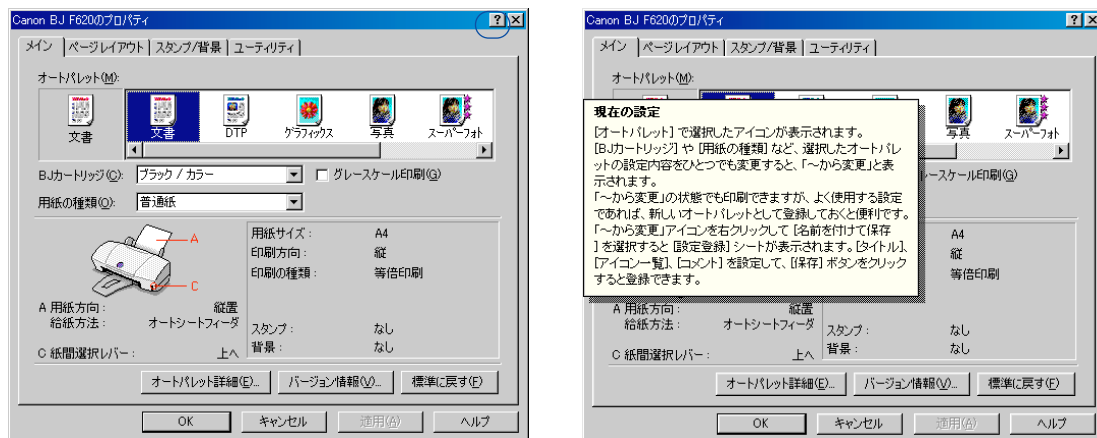 Canon BJ F620のプロパティ
メイン ページレイアウト スタンプ/背景 ユーティリティ
オートパレット(M):
文書 文書 DTP グラフィックス 写真 スーパーフォト
BJカートリッジ(C): ブラック / カラー グレースケール印刷(G)
用紙の種類(O): 普通紙
A
C
用紙サイズ : A4
印刷方向 : 縦
印刷の種類 : 等倍印刷
A 用紙方向 : 縦置
給紙方法 : オートシートフィーダ
スタンプ : なし
背景 : なし
C 紙間選択レバー : 上へ
オートパレット詳細(E)... バージョン情報(V)... 標準に戻す(F)
OK キャンセル 適用(A) ヘルプ
Canon BJ F620のプロパティ
メイン ページレイアウト スタンプ/背景 ユーティリティ
オートパレット(M):
写真 スーパーフォト
現在の設定
[オートパレット] で選択したアイコンが表示されます。
[BJカートリッジ] や [用紙の種類] など、選択したオートパレ
ットの設定内容をひとつでも変更すると、「～から変更」と表
示されます。
「～から変更」の状態でも印刷できますが、よく使用する設定
であれば、新しいオートパレットとして登録しておくと便利です。
「～から変更」アイコンを右クリックして [名前を付けて保存
] を選択すると [設定登録] シートが表示されます。[タイトル]、
[アイコン一覧]、[コメント] を設定して、[保存] ボタンをクリック
すると登録できます。
レースケール印刷(G)
A4
縦
等倍印刷
A 用紙方向 : 縦置
給紙方法 : オートシートフィーダ
スタンプ : なし
背景 : なし
C 紙間選択レバー : 上へ
オートパレット詳細(E)... バージョン情報(V)... 標準に戻す(F)
OK キャンセル 適用(A) ヘルプ